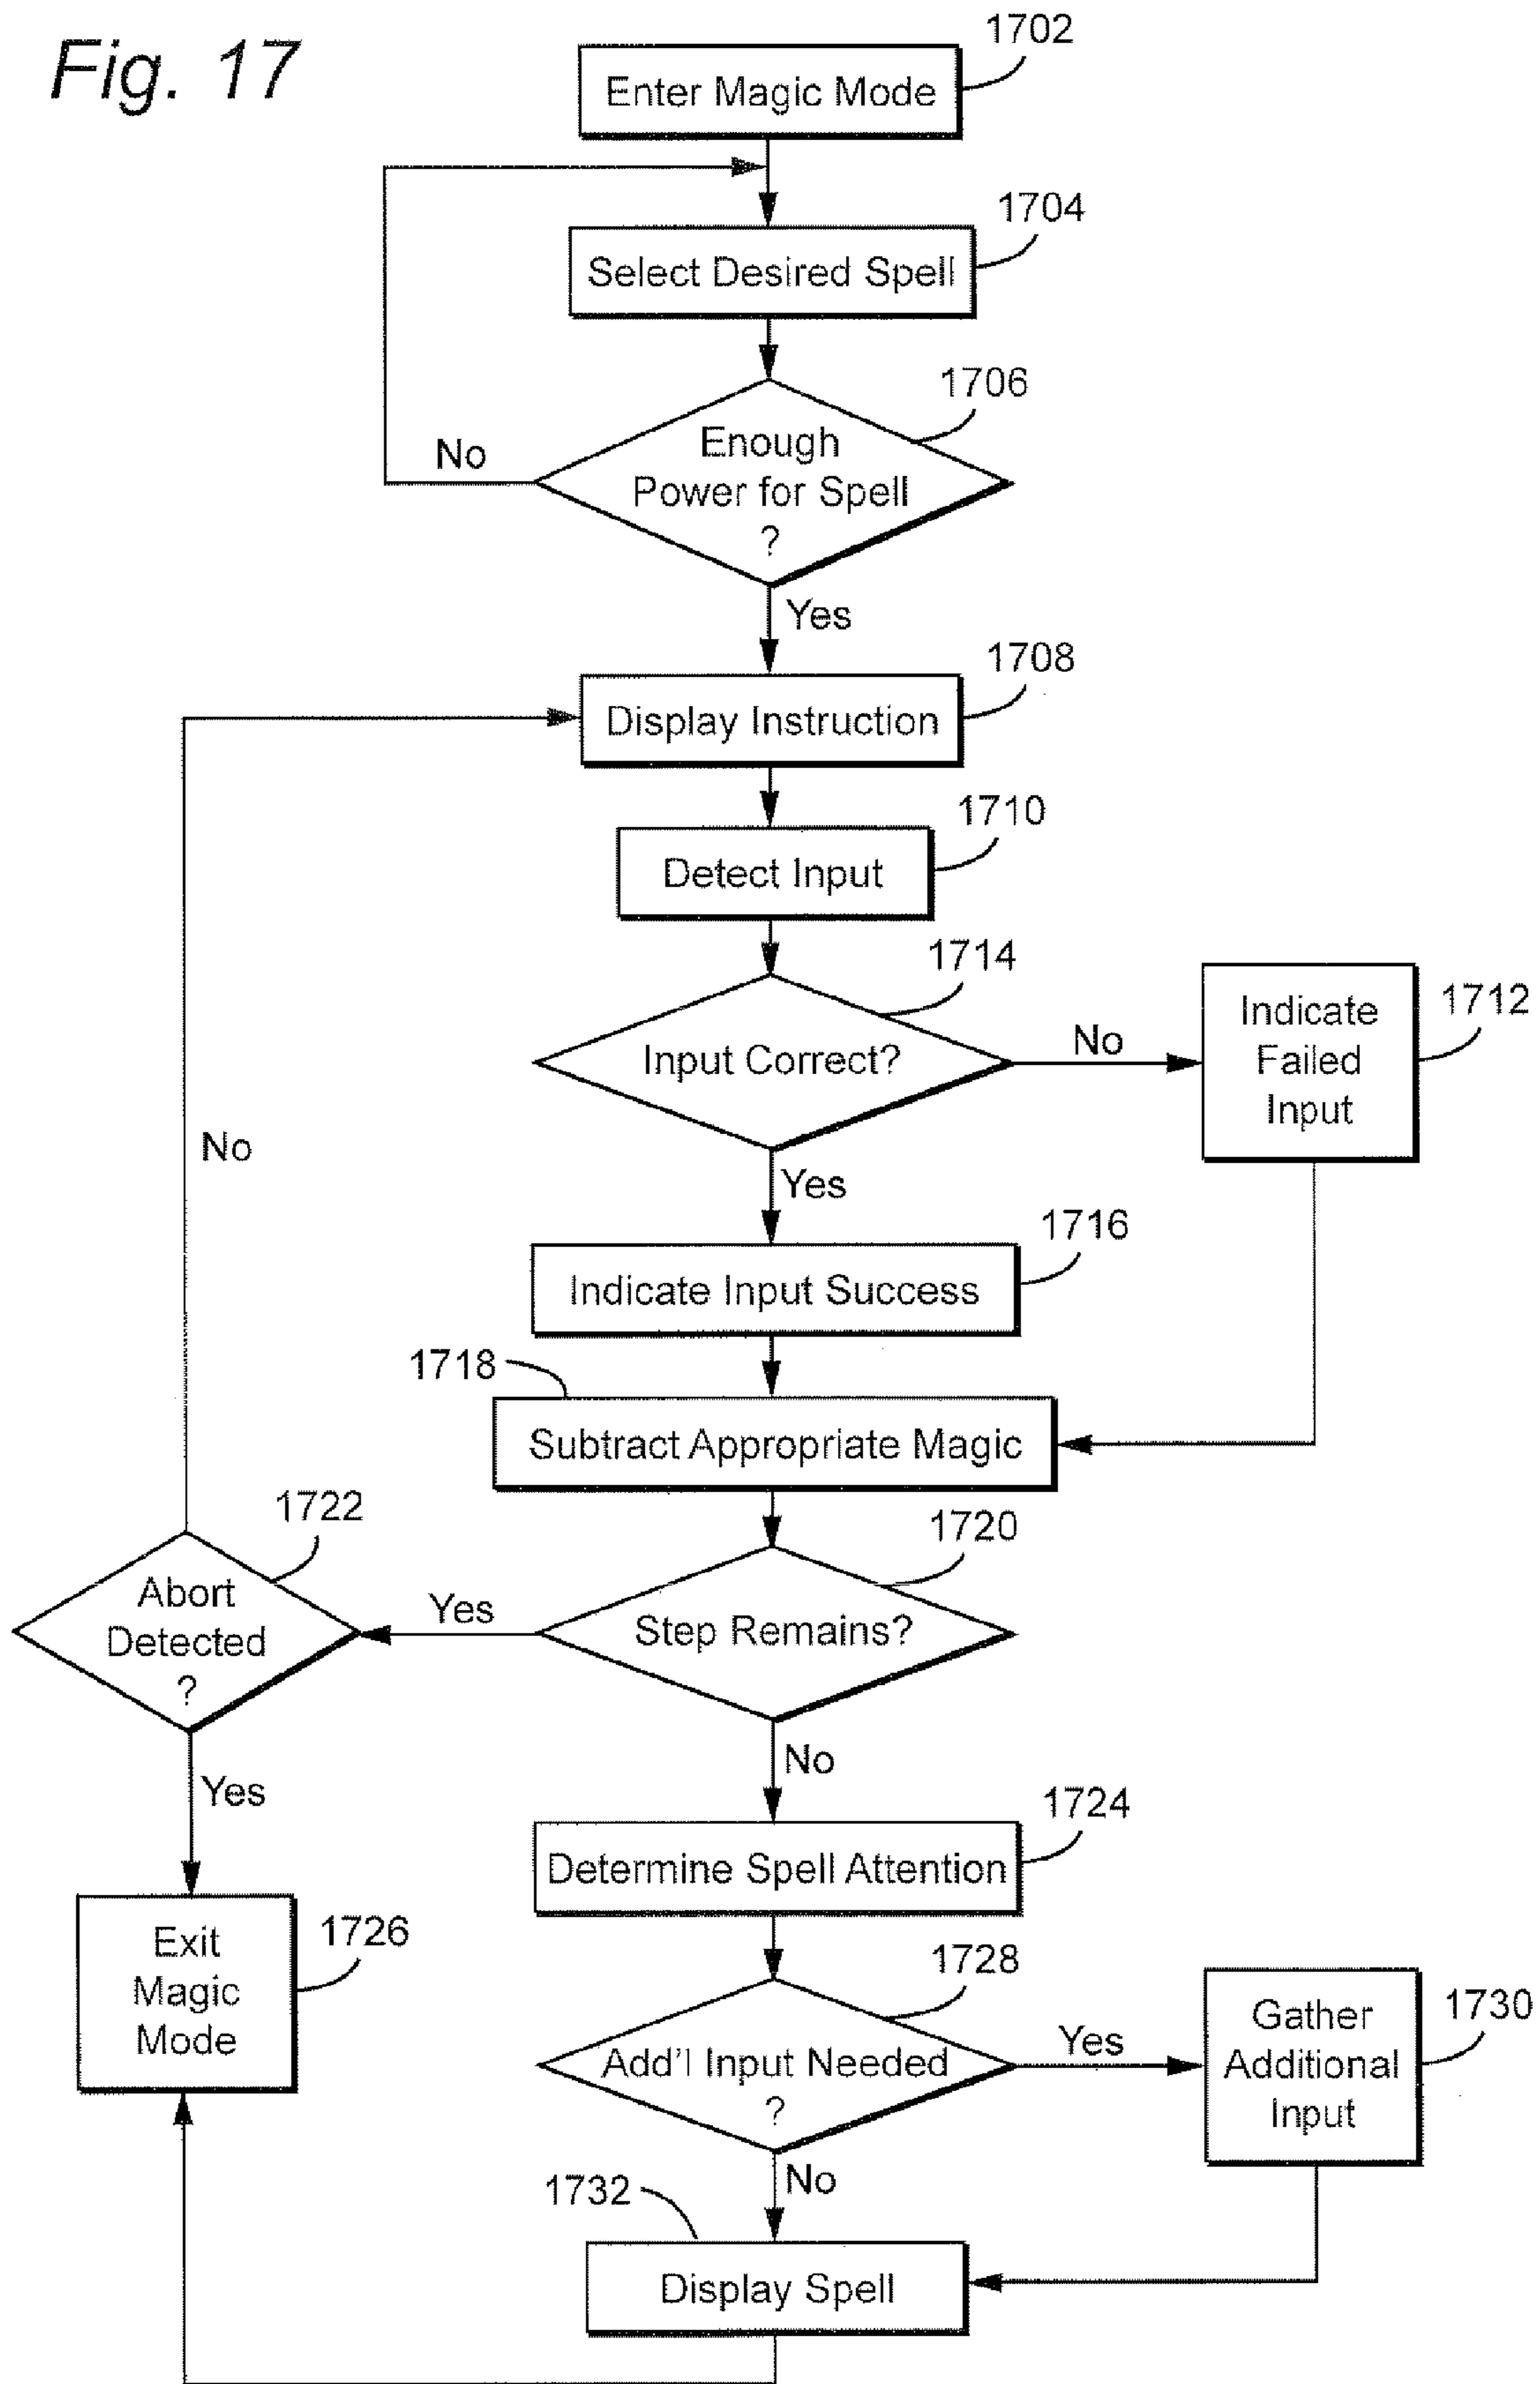 Fig. 17
1702
Enter Magic Mode
1704
Select Desired Spell
1706
Enough
Power for Spell
?
No
Yes
1708
Display Instruction
1710
Detect Input
1714
Input Correct?
No
1712
Indicate
Failed
Input
No
Yes
1716
Indicate Input Success
1718
Subtract Appropriate Magic
1722
1720
Abort
Detected
?
Yes
Step Remains?
No
Yes
1724
Determine Spell Attention
1726
Exit
Magic
Mode
1728
Add'l Input Needed
?
Yes
1730
Gather
Additional
Input
No
1732
Display Spell